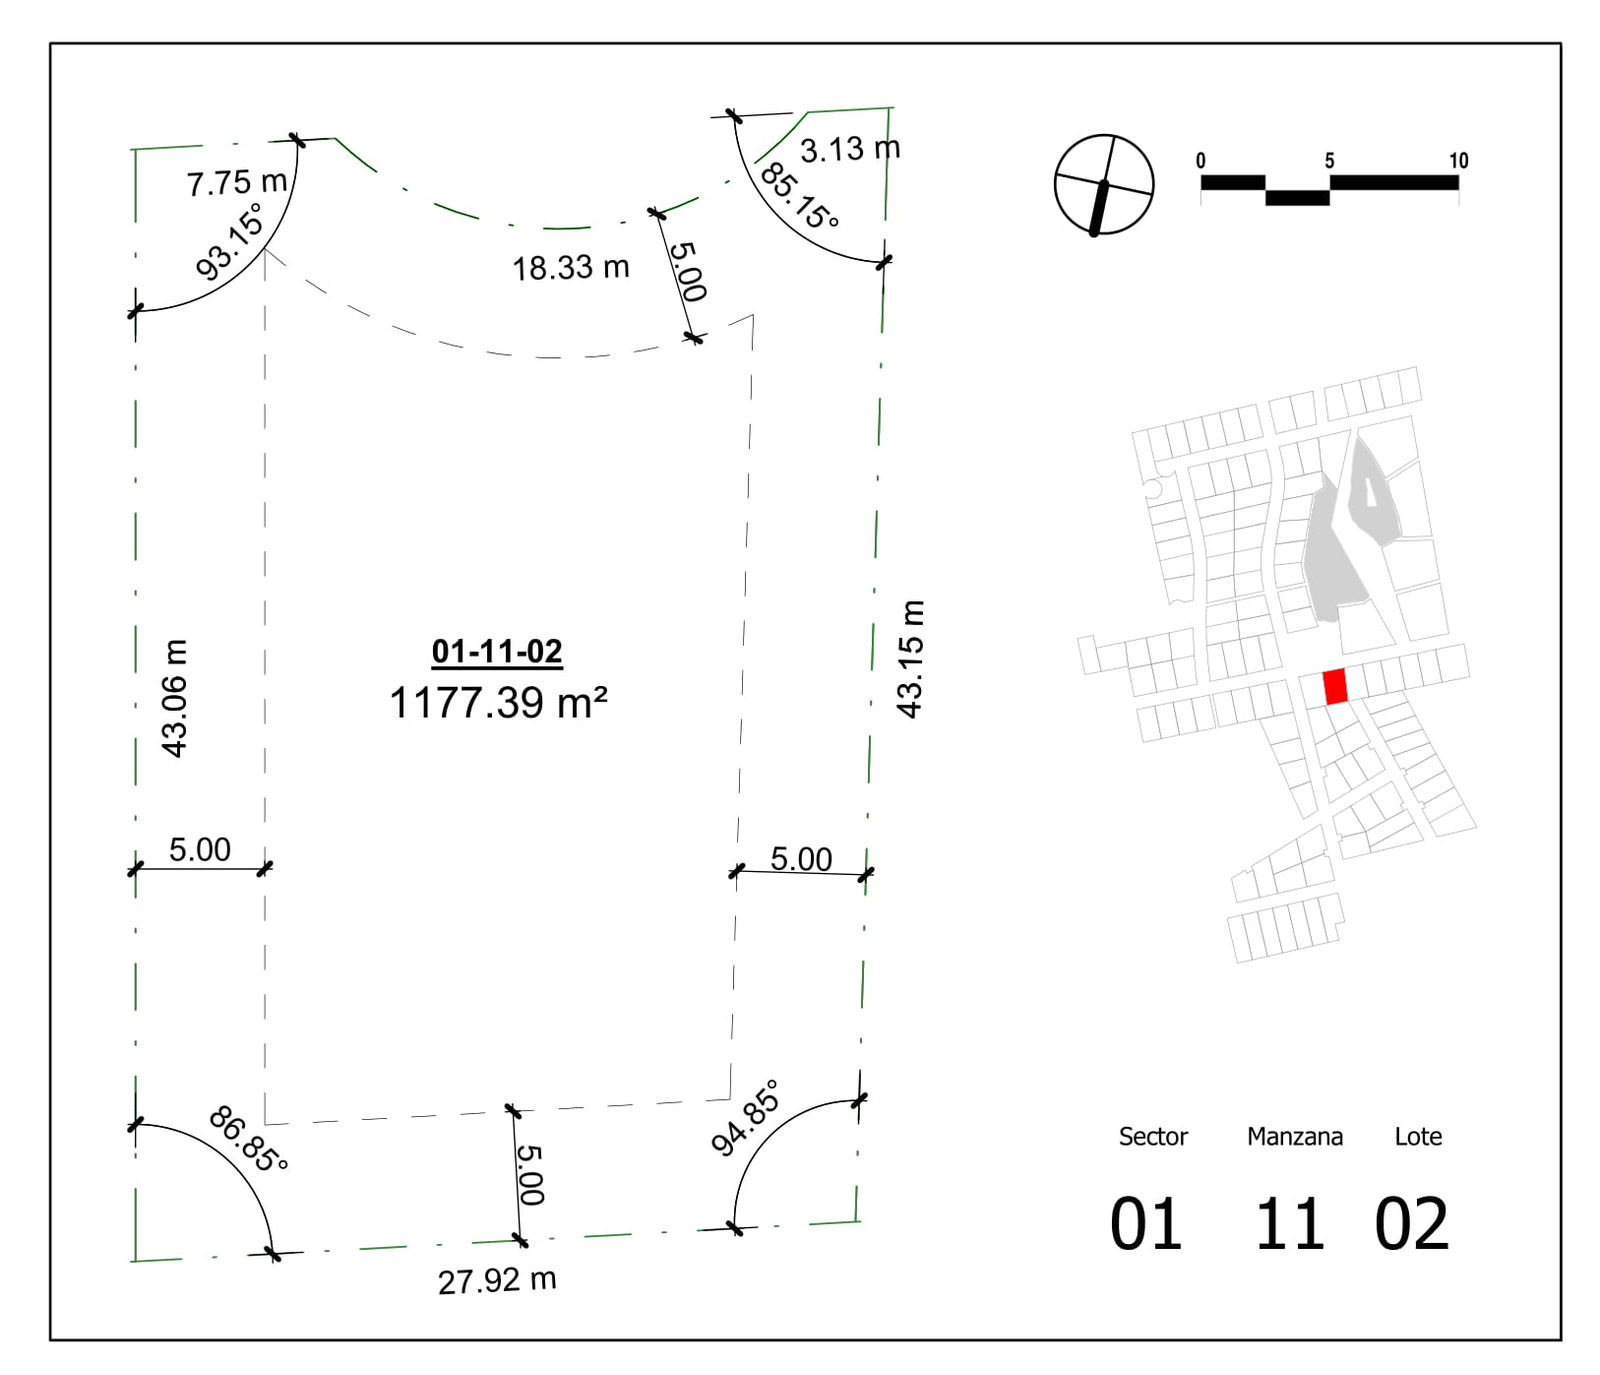 7.75 m
93.15°
18.33 m
5.00
85.15°
3.13 m
0 5 10
43.06 m
01-11-02
1177.39 m²
43.15 m
5.00
5.00
86.85°
5.00
94.85°
27.92 m
Sector Manzana Lote
01 11 02